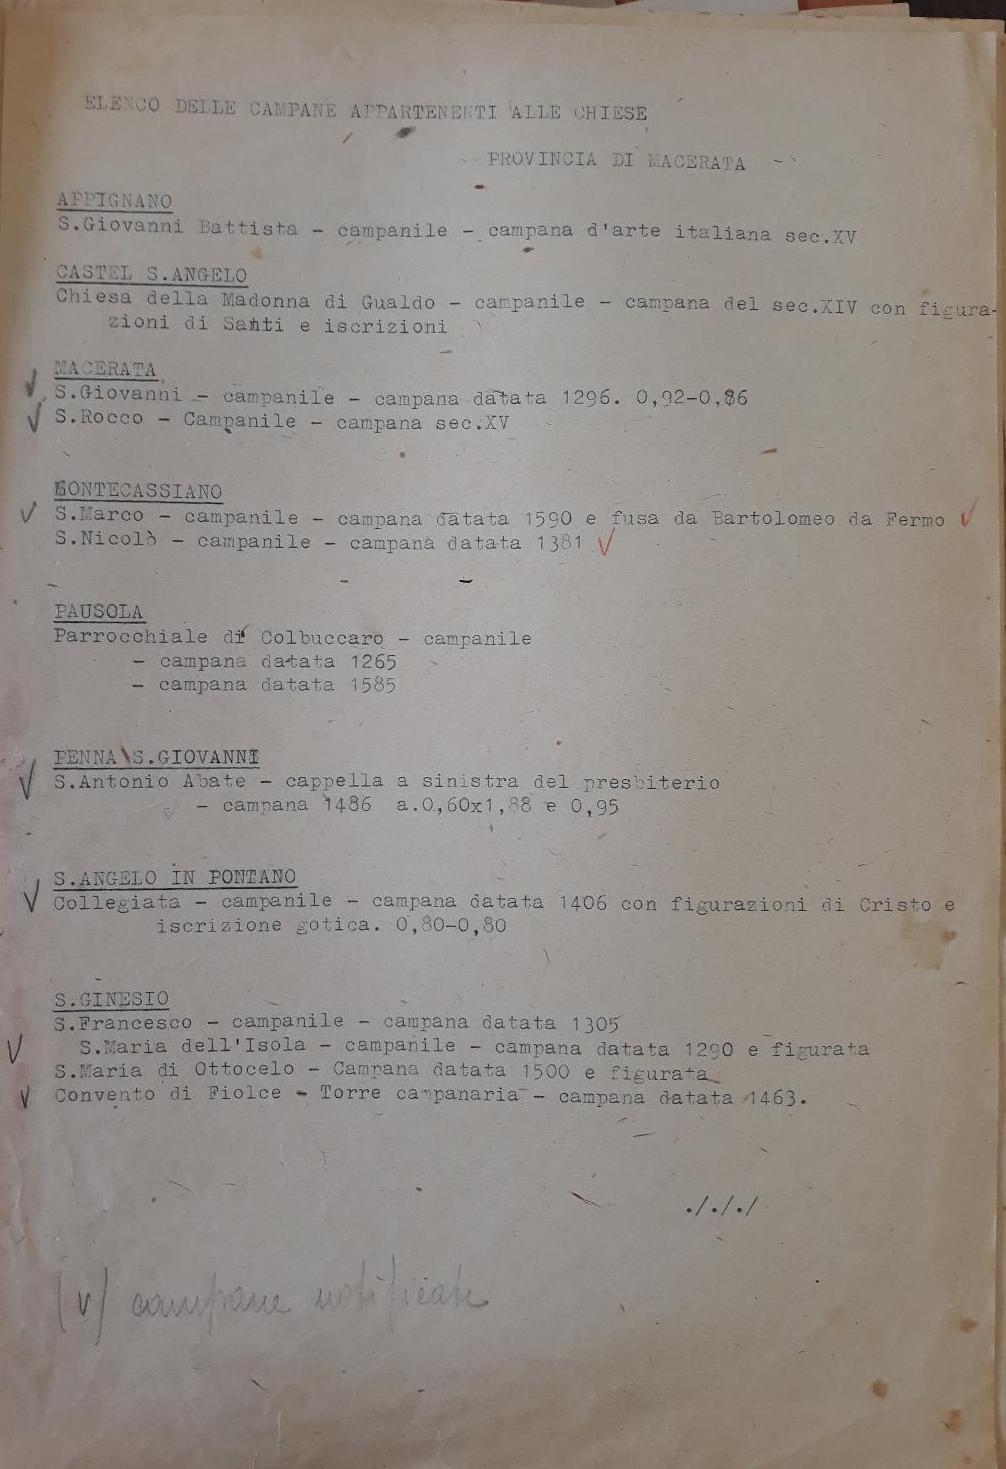 ELENCO DELLE CAMPANE APPARTENENTI ALLE CHIESE
PROVINCIA DI MACERATA
APPIGNANO
S.Giovanni Battista - campanile - campana d'arte italiana sec.XV
CASTEL S.ANGELO
Chiesa della Madonna di Gualdo - campanile - campana del sec.XIV con figura-
zioni di Santi e iscrizioni
MACERATA
√ S.Giovanni - campanile - campana datata 1296. 0,92-0,86
√ S.Rocco - Campanile - campana sec.XV
MONTECASSIANO
√ S.Marco - campanile - campana datata 1590 e fusa da Bartolomeo da Fermo √
S.Nicolò - campanile - campana datata 1381 √
PAUSOLA
Parrocchiale di Colbuccaro - campanile
- campana datata 1265
- campana datata 1585
PENNA S.GIOVANNI
√ S.Antonio Abate - cappella a sinistra del presbiterio
- campana 1486 a.0,60x1,88 e 0,95
S.ANGELO IN PONTANO
√ Collegiata - campanile - campana datata 1406 con figurazioni di Cristo e
iscrizione gotica. 0,80-0,80
S.GINESIO
S.Francesco - campanile - campana datata 1305
√ S.Maria dell'Isola - campanile - campana datata 1290 e figurata
S.Maria di Ottocelo - Campana datata 1500 e figurata
√ Convento di Fiolce - Torre campanaria - campana datata 1463.
./././
(√) campane notificate